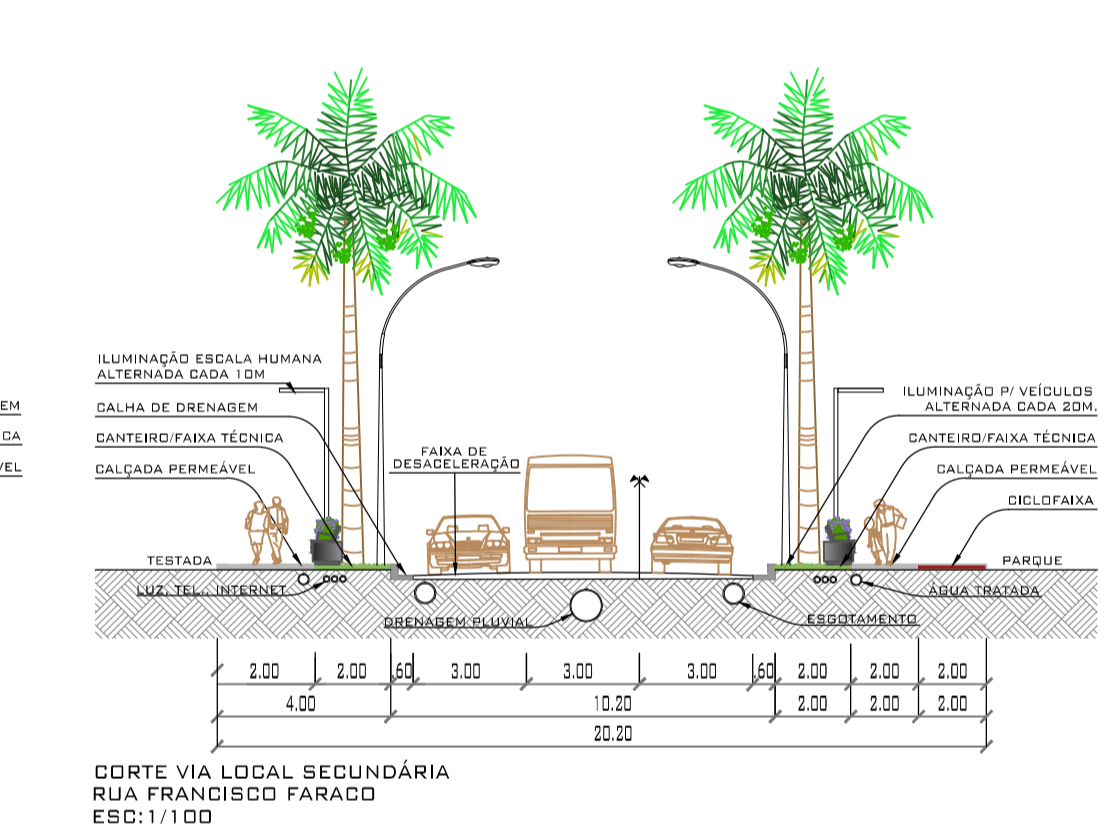 ILUMINAÇÃO ESCALA HUMANA
ALTERNADA CADA 10M
CALHA DE DRENAGEM
CANTEIRO/FAIXA TÉCNICA
CALÇADA PERMEÁVEL
EM
CA
VEL
FAIXA DE
DESACELERAÇÃO
ILUMINAÇÃO P/ VEÍCULOS
ALTERNADA CADA 20M.
CANTEIRO/FAIXA TÉCNICA
CALÇADA PERMEÁVEL
CICLOFAIXA
TESTADA
PARQUE
LUZ, TEL., INTERNET
ÁGUA TRATADA
DRENAGEM PLUVIAL
ESGOTAMENTO
2.00 2.00 .60 3.00 3.00 3.00 .60 2.00 2.00 2.00
4.00 10.20 2.00 2.00 2.00
20.20
CORTE VIA LOCAL SECUNDÁRIA
RUA FRANCISCO FARACO
ESC:1/100